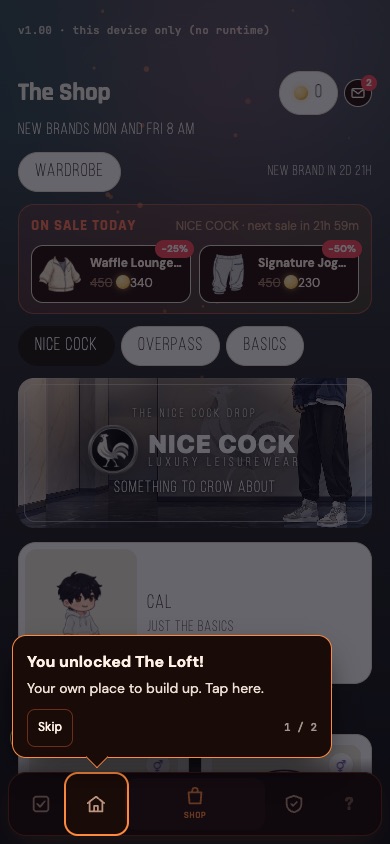 v1.00 · this device only (no runtime)
The Shop
0
2
NEW BRANDS MON AND FRI 8 AM
WARDROBE
NEW BRAND IN 2D 21H
ON SALE TODAY
NICE COCK · next sale in 21h 59m
-25%
Waffle Lounge...
450 340
-50%
Signature Jog...
450 230
NICE COCK
OVERPASS
BASICS
THE NICE COCK DROP
NICE COCK
LUXURY LEISUREWEAR
SOMETHING TO CROW ABOUT
CAL
JUST THE BASICS
You unlocked The Loft!
Your own place to build up. Tap here.
Skip
1 / 2
SHOP
?